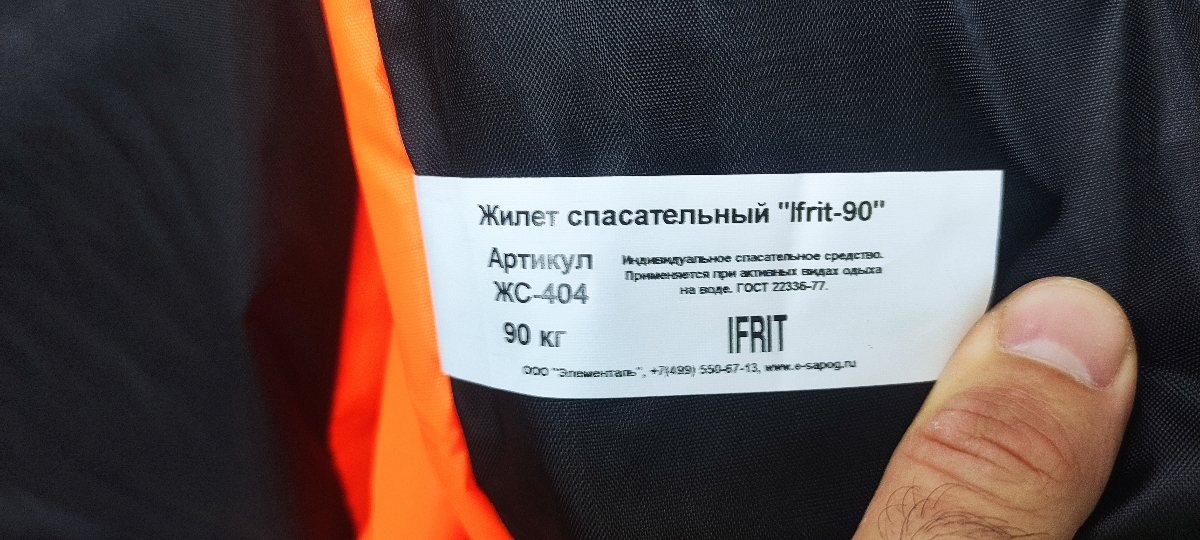 Жилет спасательный "Ifrit-90"
Артикул
ЖС-404
90 кг
Индивидуальное спасательное средство.
Применяется при активных видах одыха
на воде. ГОСТ 22336-77.
IFRIT
ООО "Элементаль", +7(499) 550-67-13, www.e-sapog.ru